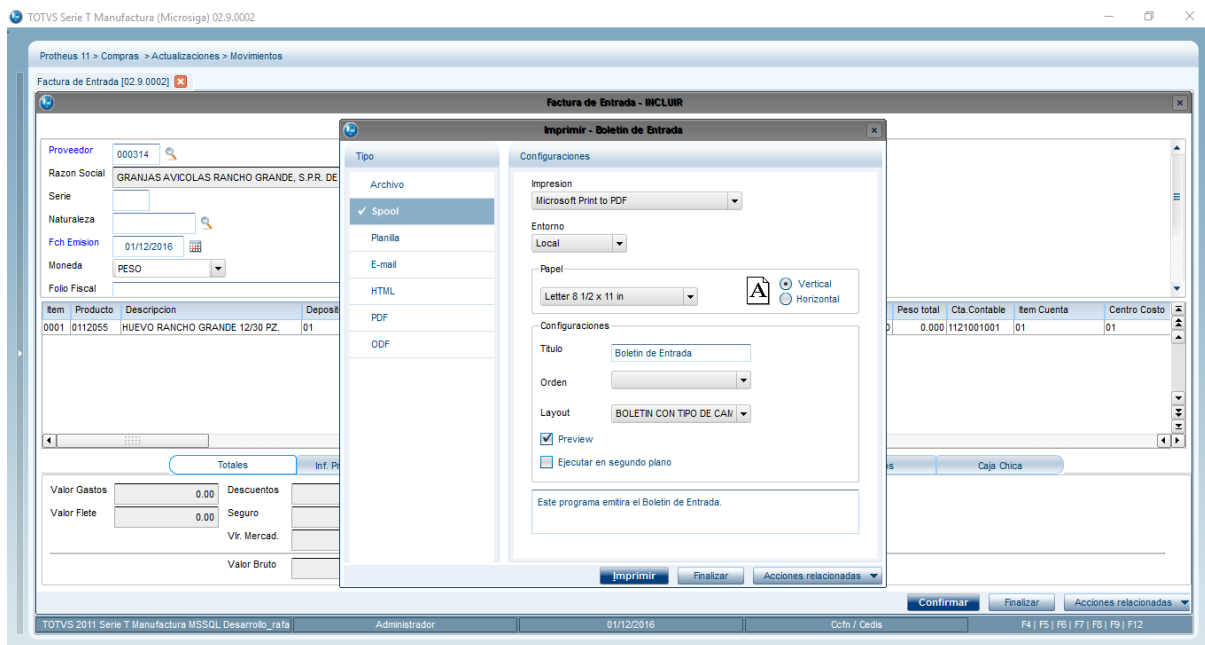 TOTVS Serie T Manufactura (Microsiga) 02.9.0002
Protheus 11 > Compras > Actualizaciones > Movimientos
Factura de Entrada [02.9.0002]
Factura de Entrada - INCLUIR
Proveedor 000314
Razon Social GRANJAS AVICOLAS RANCHO GRANDE, S.P.R. DE
Serie
Naturaleza
Fch Emision 01/12/2016
Moneda PESO
Folio Fiscal
Item Producto Descripcion Deposit Peso total Cta.Contable Item Cuenta Centro Costo
0001 0112055 HUEVO RANCHO GRANDE 12/30 PZ. 01 0.000 1121001001 01 01
Totales Inf. Pr Caja Chica
Valor Gastos 0.00 Descuentos
Valor Flete 0.00 Seguro
Vlr. Mercad.
Valor Bruto
Confirmar Finalizar Acciones relacionadas
TOTVS 2011 Serie T Manufactura MSSQL Desarrollo_rafa Administrador 01/12/2016 Ccfn / Cedis F4 | F5 | F6 | F7 | F8 | F9 | F12
Imprimir - Boletin de Entrada
Tipo
Archivo
Spool
Planilla
E-mail
HTML
PDF
ODF
Configuraciones
Impresion
Microsoft Print to PDF
Entorno
Local
Papel
Letter 8 1/2 x 11 in
A
Vertical
Horizontal
Configuraciones
Titulo Boletin de Entrada
Orden
Layout BOLETIN CON TIPO DE CAM
Preview
Ejecutar en segundo plano
Este programa emitira el Boletin de Entrada.
Imprimir Finalizar Acciones relacionadas